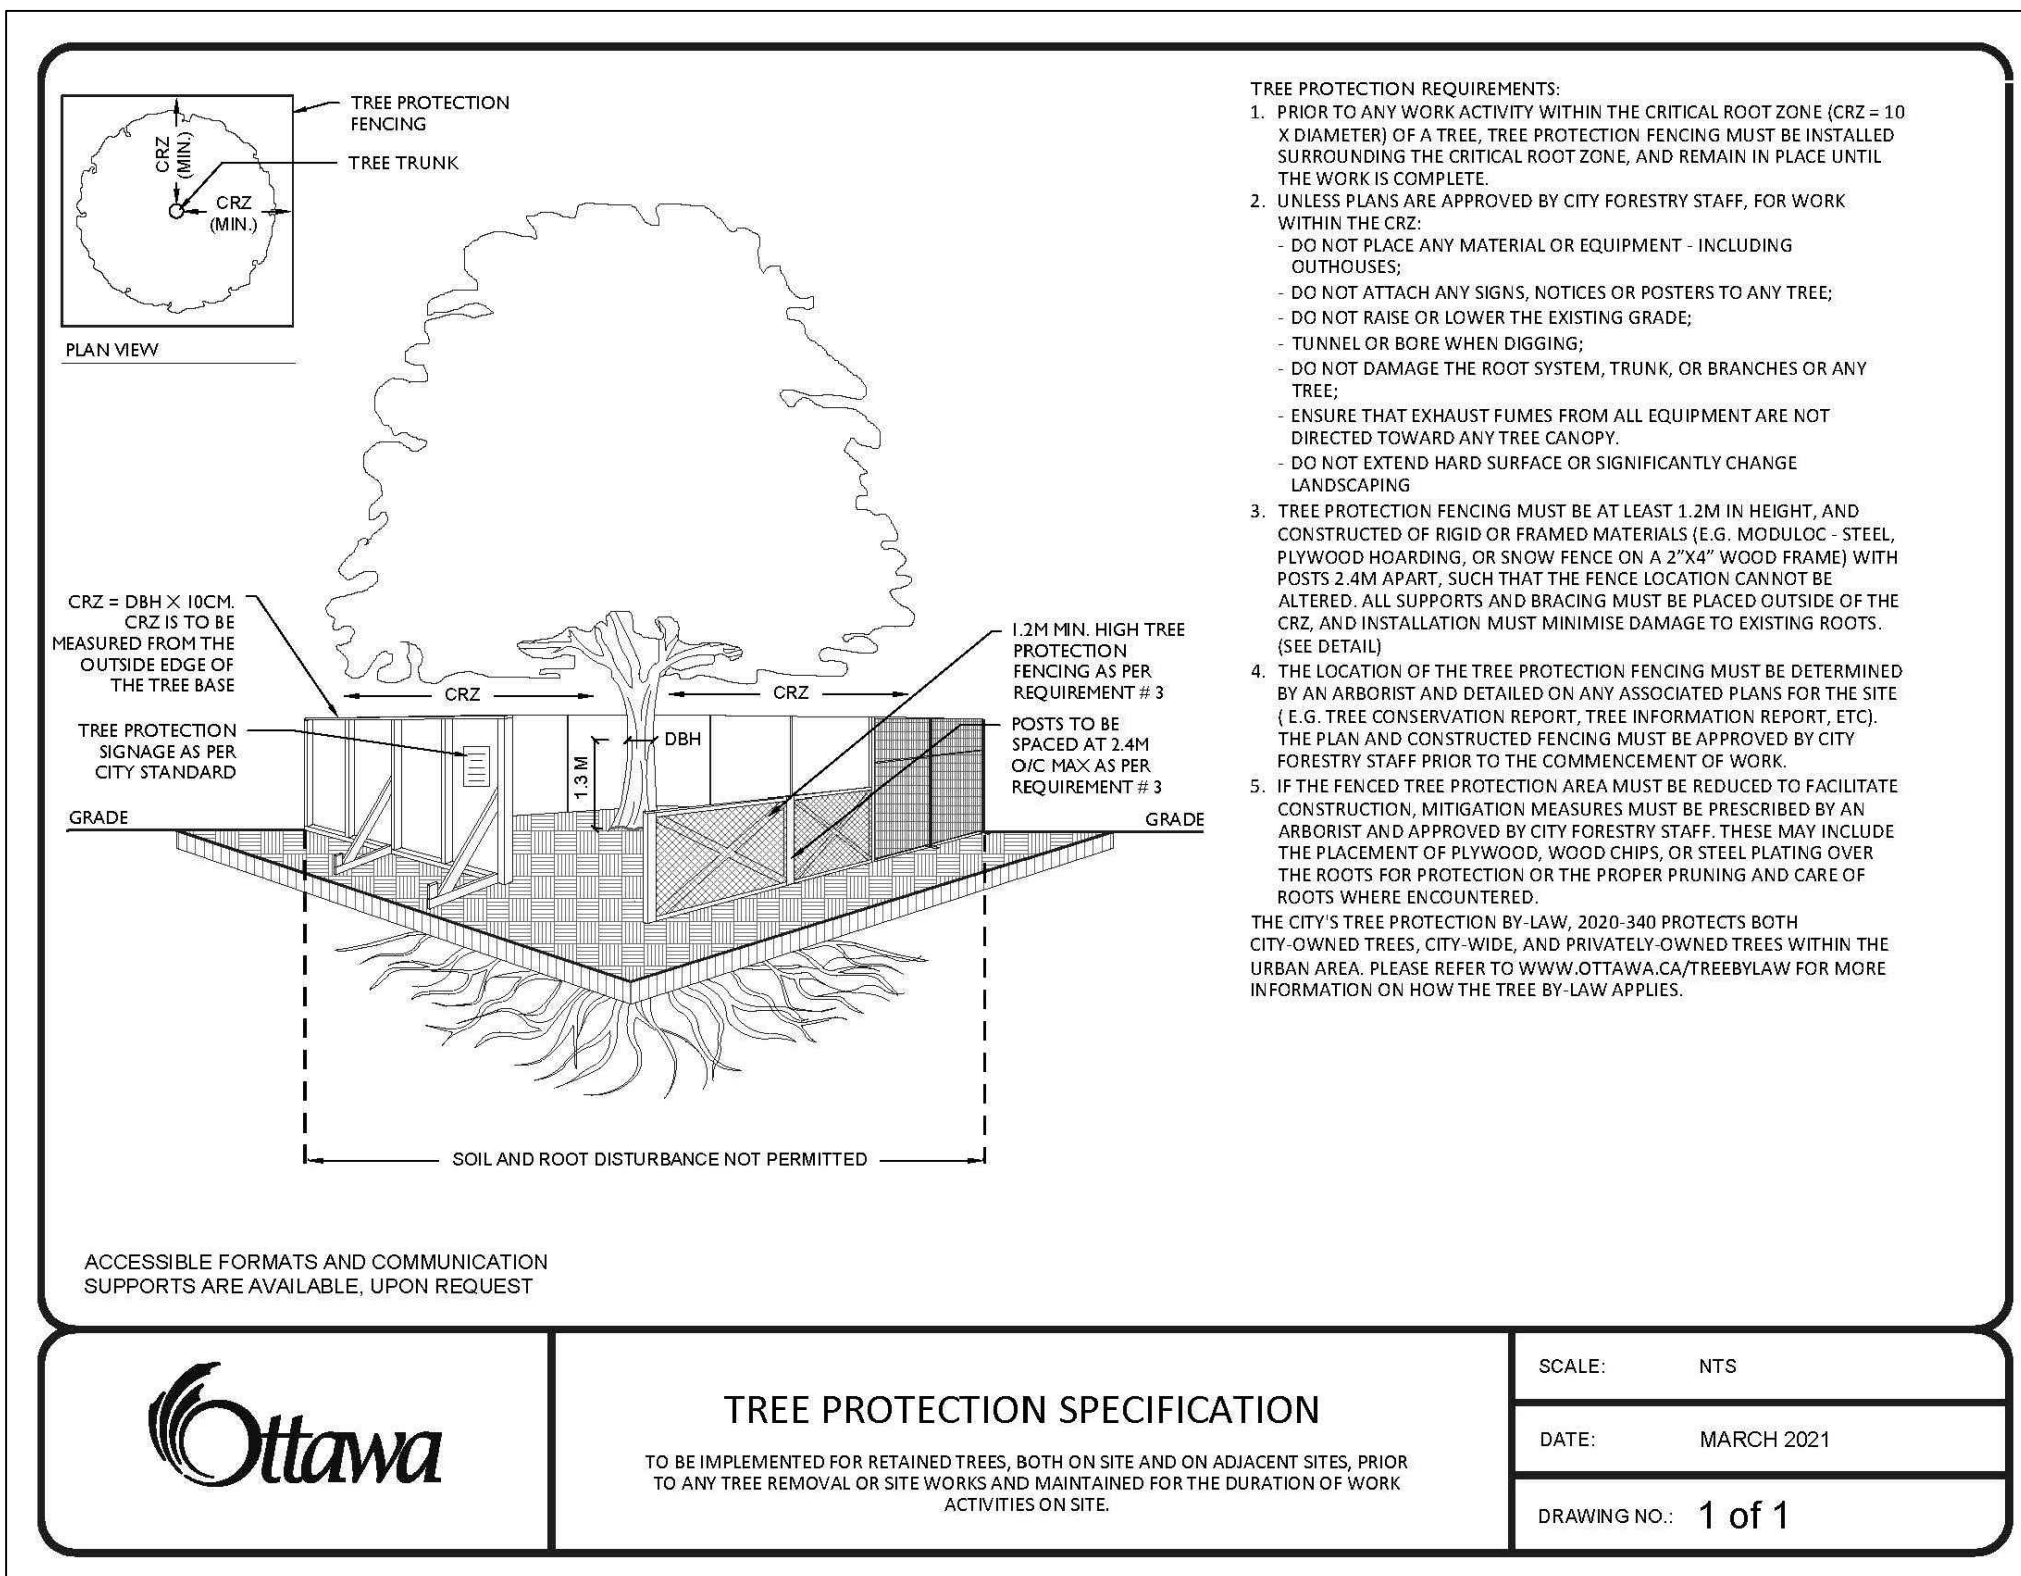 TREE PROTECTION
FENCING
TREE TRUNK
CRZ
(MIN.)
CRZ
(MIN.)
PLAN VIEW
CRZ = DBH X 10CM.
CRZ IS TO BE
MEASURED FROM THE
OUTSIDE EDGE OF
THE TREE BASE
TREE PROTECTION
SIGNAGE AS PER
CITY STANDARD
GRADE
CRZ
CRZ
DBH
1.3 M
1.2M MIN. HIGH TREE
PROTECTION
FENCING AS PER
REQUIREMENT # 3
POSTS TO BE
SPACED AT 2.4M
O/C MAX AS PER
REQUIREMENT # 3
GRADE
SOIL AND ROOT DISTURBANCE NOT PERMITTED
TREE PROTECTION REQUIREMENTS:
1. PRIOR TO ANY WORK ACTIVITY WITHIN THE CRITICAL ROOT ZONE (CRZ = 10
X DIAMETER) OF A TREE, TREE PROTECTION FENCING MUST BE INSTALLED
SURROUNDING THE CRITICAL ROOT ZONE, AND REMAIN IN PLACE UNTIL
THE WORK IS COMPLETE.
2. UNLESS PLANS ARE APPROVED BY CITY FORESTRY STAFF, FOR WORK
WITHIN THE CRZ:
- DO NOT PLACE ANY MATERIAL OR EQUIPMENT - INCLUDING
OUTHOUSES;
- DO NOT ATTACH ANY SIGNS, NOTICES OR POSTERS TO ANY TREE;
- DO NOT RAISE OR LOWER THE EXISTING GRADE;
- TUNNEL OR BORE WHEN DIGGING;
- DO NOT DAMAGE THE ROOT SYSTEM, TRUNK, OR BRANCHES OR ANY
TREE;
- ENSURE THAT EXHAUST FUMES FROM ALL EQUIPMENT ARE NOT
DIRECTED TOWARD ANY TREE CANOPY.
- DO NOT EXTEND HARD SURFACE OR SIGNIFICANTLY CHANGE
LANDSCAPING
3. TREE PROTECTION FENCING MUST BE AT LEAST 1.2M IN HEIGHT, AND
CONSTRUCTED OF RIGID OR FRAMED MATERIALS (E.G. MODULOC - STEEL,
PLYWOOD HOARDING, OR SNOW FENCE ON A 2"X4" WOOD FRAME) WITH
POSTS 2.4M APART, SUCH THAT THE FENCE LOCATION CANNOT BE
ALTERED. ALL SUPPORTS AND BRACING MUST BE PLACED OUTSIDE OF THE
CRZ, AND INSTALLATION MUST MINIMISE DAMAGE TO EXISTING ROOTS.
(SEE DETAIL)
4. THE LOCATION OF THE TREE PROTECTION FENCING MUST BE DETERMINED
BY AN ARBORIST AND DETAILED ON ANY ASSOCIATED PLANS FOR THE SITE
( E.G. TREE CONSERVATION REPORT, TREE INFORMATION REPORT, ETC).
THE PLAN AND CONSTRUCTED FENCING MUST BE APPROVED BY CITY
FORESTRY STAFF PRIOR TO THE COMMENCEMENT OF WORK.
5. IF THE FENCED TREE PROTECTION AREA MUST BE REDUCED TO FACILITATE
CONSTRUCTION, MITIGATION MEASURES MUST BE PRESCRIBED BY AN
ARBORIST AND APPROVED BY CITY FORESTRY STAFF. THESE MAY INCLUDE
THE PLACEMENT OF PLYWOOD, WOOD CHIPS, OR STEEL PLATING OVER
THE ROOTS FOR PROTECTION OR THE PROPER PRUNING AND CARE OF
ROOTS WHERE ENCOUNTERED.
THE CITY'S TREE PROTECTION BY-LAW, 2020-340 PROTECTS BOTH
CITY-OWNED TREES, CITY-WIDE, AND PRIVATELY-OWNED TREES WITHIN THE
URBAN AREA. PLEASE REFER TO WWW.OTTAWA.CA/TREEBYLAW FOR MORE
INFORMATION ON HOW THE TREE BY-LAW APPLIES.
ACCESSIBLE FORMATS AND COMMUNICATION
SUPPORTS ARE AVAILABLE, UPON REQUEST
Ottawa
TREE PROTECTION SPECIFICATION
TO BE IMPLEMENTED FOR RETAINED TREES, BOTH ON SITE AND ON ADJACENT SITES, PRIOR
TO ANY TREE REMOVAL OR SITE WORKS AND MAINTAINED FOR THE DURATION OF WORK
ACTIVITIES ON SITE.
SCALE: NTS
DATE: MARCH 2021
DRAWING NO.: 1 of 1